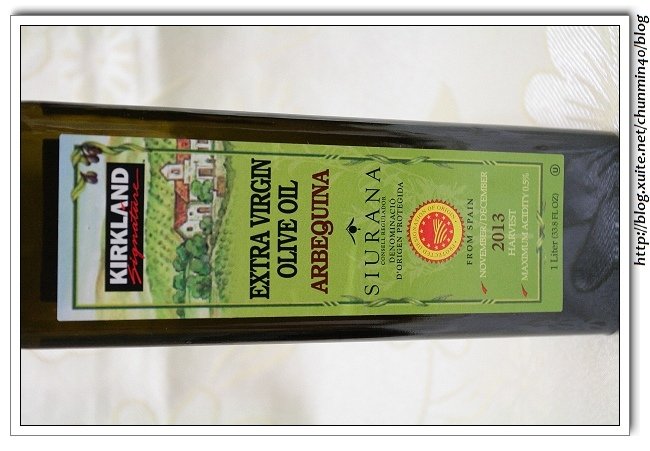 KIRKLAND
Signature
EXTRA VIRGIN
OLIVE OIL
ARBEQUINA
SIURANA
CONSELL REGULADOR
DENOMINACIÓ
D'ORIGEN PROTEGIDA
FROM SPAIN
NOVEMBER/DECEMBER
2013
HARVEST
MAXIMUM ACIDITY 0.5%
1 Liter (33.8 FL OZ)
U
http://blog.xuite.net/chunmin40/blog